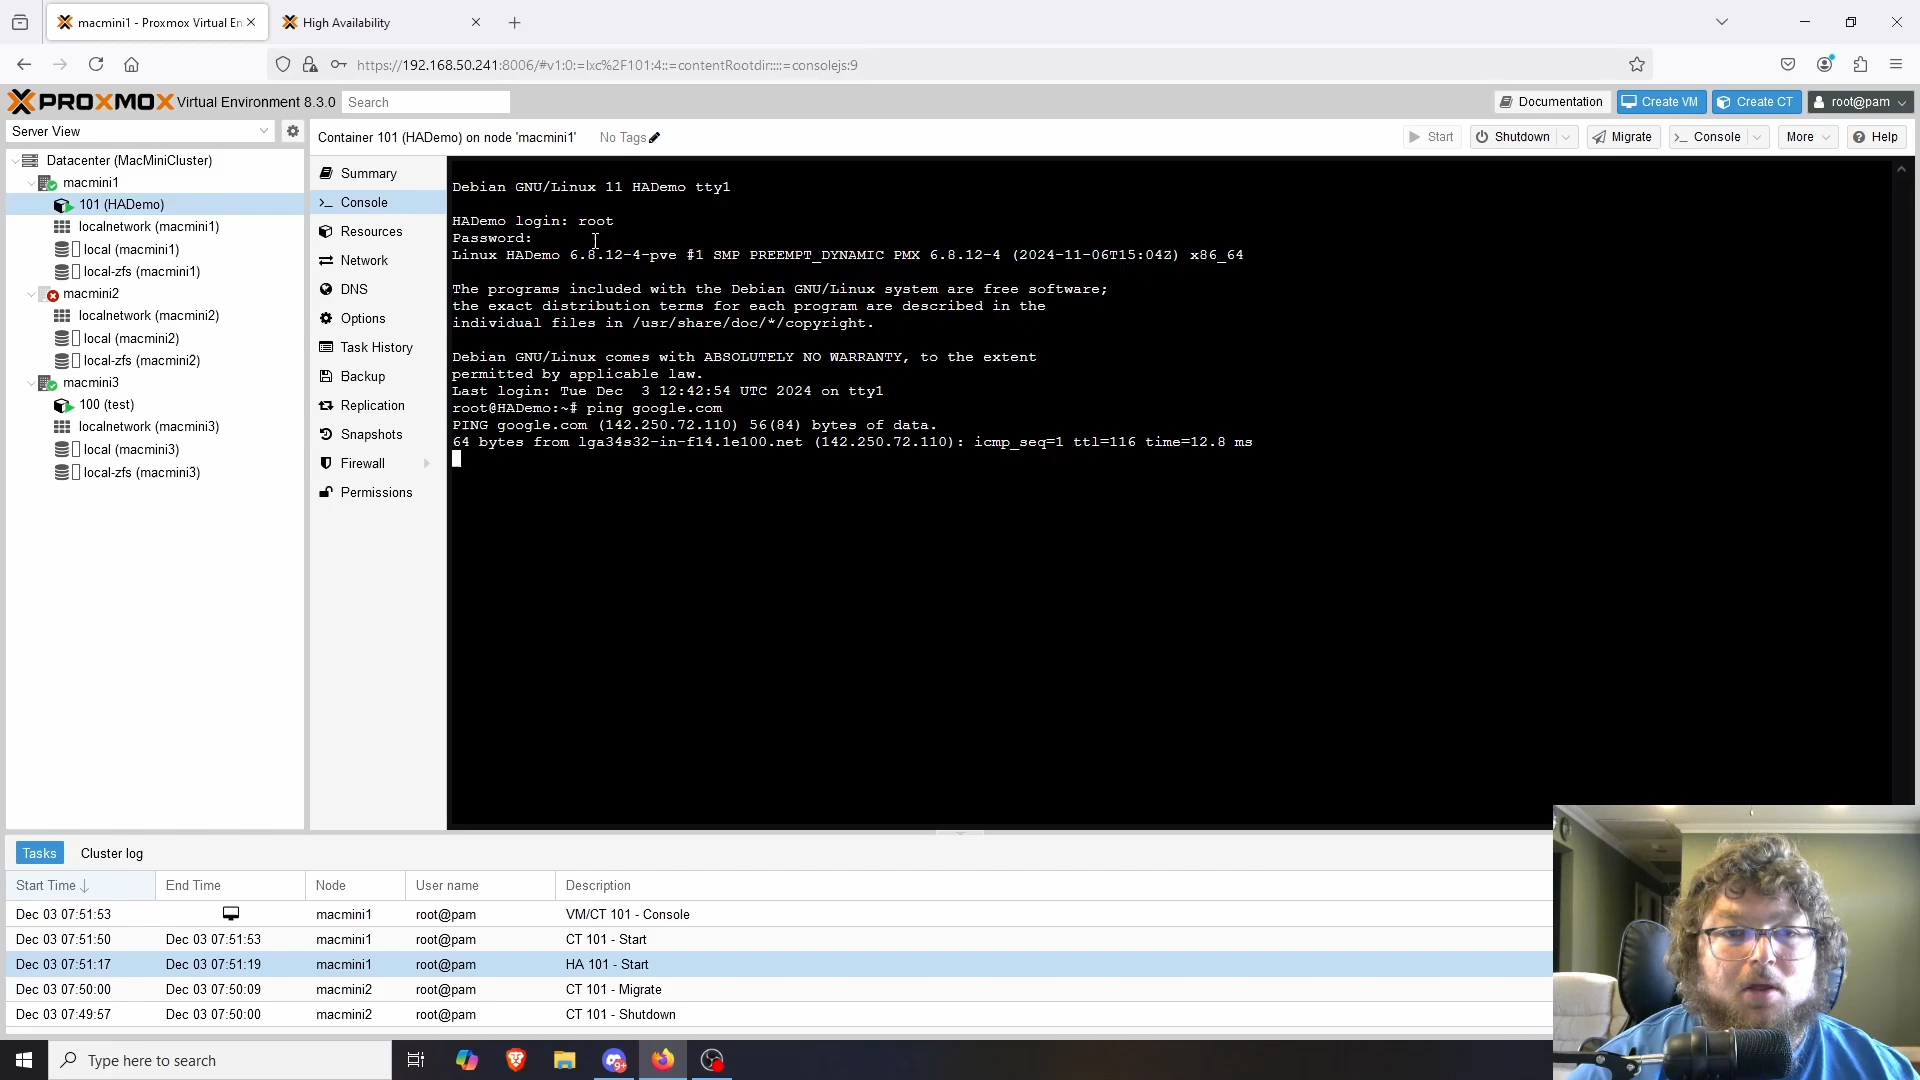 macmini1 - Proxmox Virtual En
High Availability
https://192.168.50.241:8006/#v1:0:=lxc%2F101:4::=contentRootdir::::=consolejs:9
PROXMOX Virtual Environment 8.3.0
Search
Documentation
Create VM
Create CT
root@pam
Server View
Container 101 (HADemo) on node 'macmini1'
No Tags
Start
Shutdown
Migrate
Console
More
Help
Datacenter (MacMiniCluster)
macmini1
101 (HADemo)
localnetwork (macmini1)
local (macmini1)
local-zfs (macmini1)
macmini2
localnetwork (macmini2)
local (macmini2)
local-zfs (macmini2)
macmini3
100 (test)
localnetwork (macmini3)
local (macmini3)
local-zfs (macmini3)
Summary
Console
Resources
Network
DNS
Options
Task History
Backup
Replication
Snapshots
Firewall
Permissions
Debian GNU/Linux 11 HADemo tty1
HADemo login: root
Password:
Linux HADemo 6.8.12-4-pve #1 SMP PREEMPT_DYNAMIC PMX 6.8.12-4 (2024-11-06T15:04Z) x86_64
The programs included with the Debian GNU/Linux system are free software;
the exact distribution terms for each program are described in the
individual files in /usr/share/doc/*/copyright.
Debian GNU/Linux comes with ABSOLUTELY NO WARRANTY, to the extent
permitted by applicable law.
Last login: Tue Dec  3 12:42:54 UTC 2024 on tty1
root@HADemo:~# ping google.com
PING google.com (142.250.72.110) 56(84) bytes of data.
64 bytes from lga34s32-in-f14.1e100.net (142.250.72.110): icmp_seq=1 ttl=116 time=12.8 ms
Tasks
Cluster log
Start Time End Time Node User name Description
Dec 03 07:51:53 macmini1 root@pam VM/CT 101 - Console
Dec 03 07:51:50 Dec 03 07:51:53 macmini1 root@pam CT 101 - Start
Dec 03 07:51:17 Dec 03 07:51:19 macmini1 root@pam HA 101 - Start
Dec 03 07:50:00 Dec 03 07:50:09 macmini2 root@pam CT 101 - Migrate
Dec 03 07:49:57 Dec 03 07:50:00 macmini2 root@pam CT 101 - Shutdown
Type here to search
9+